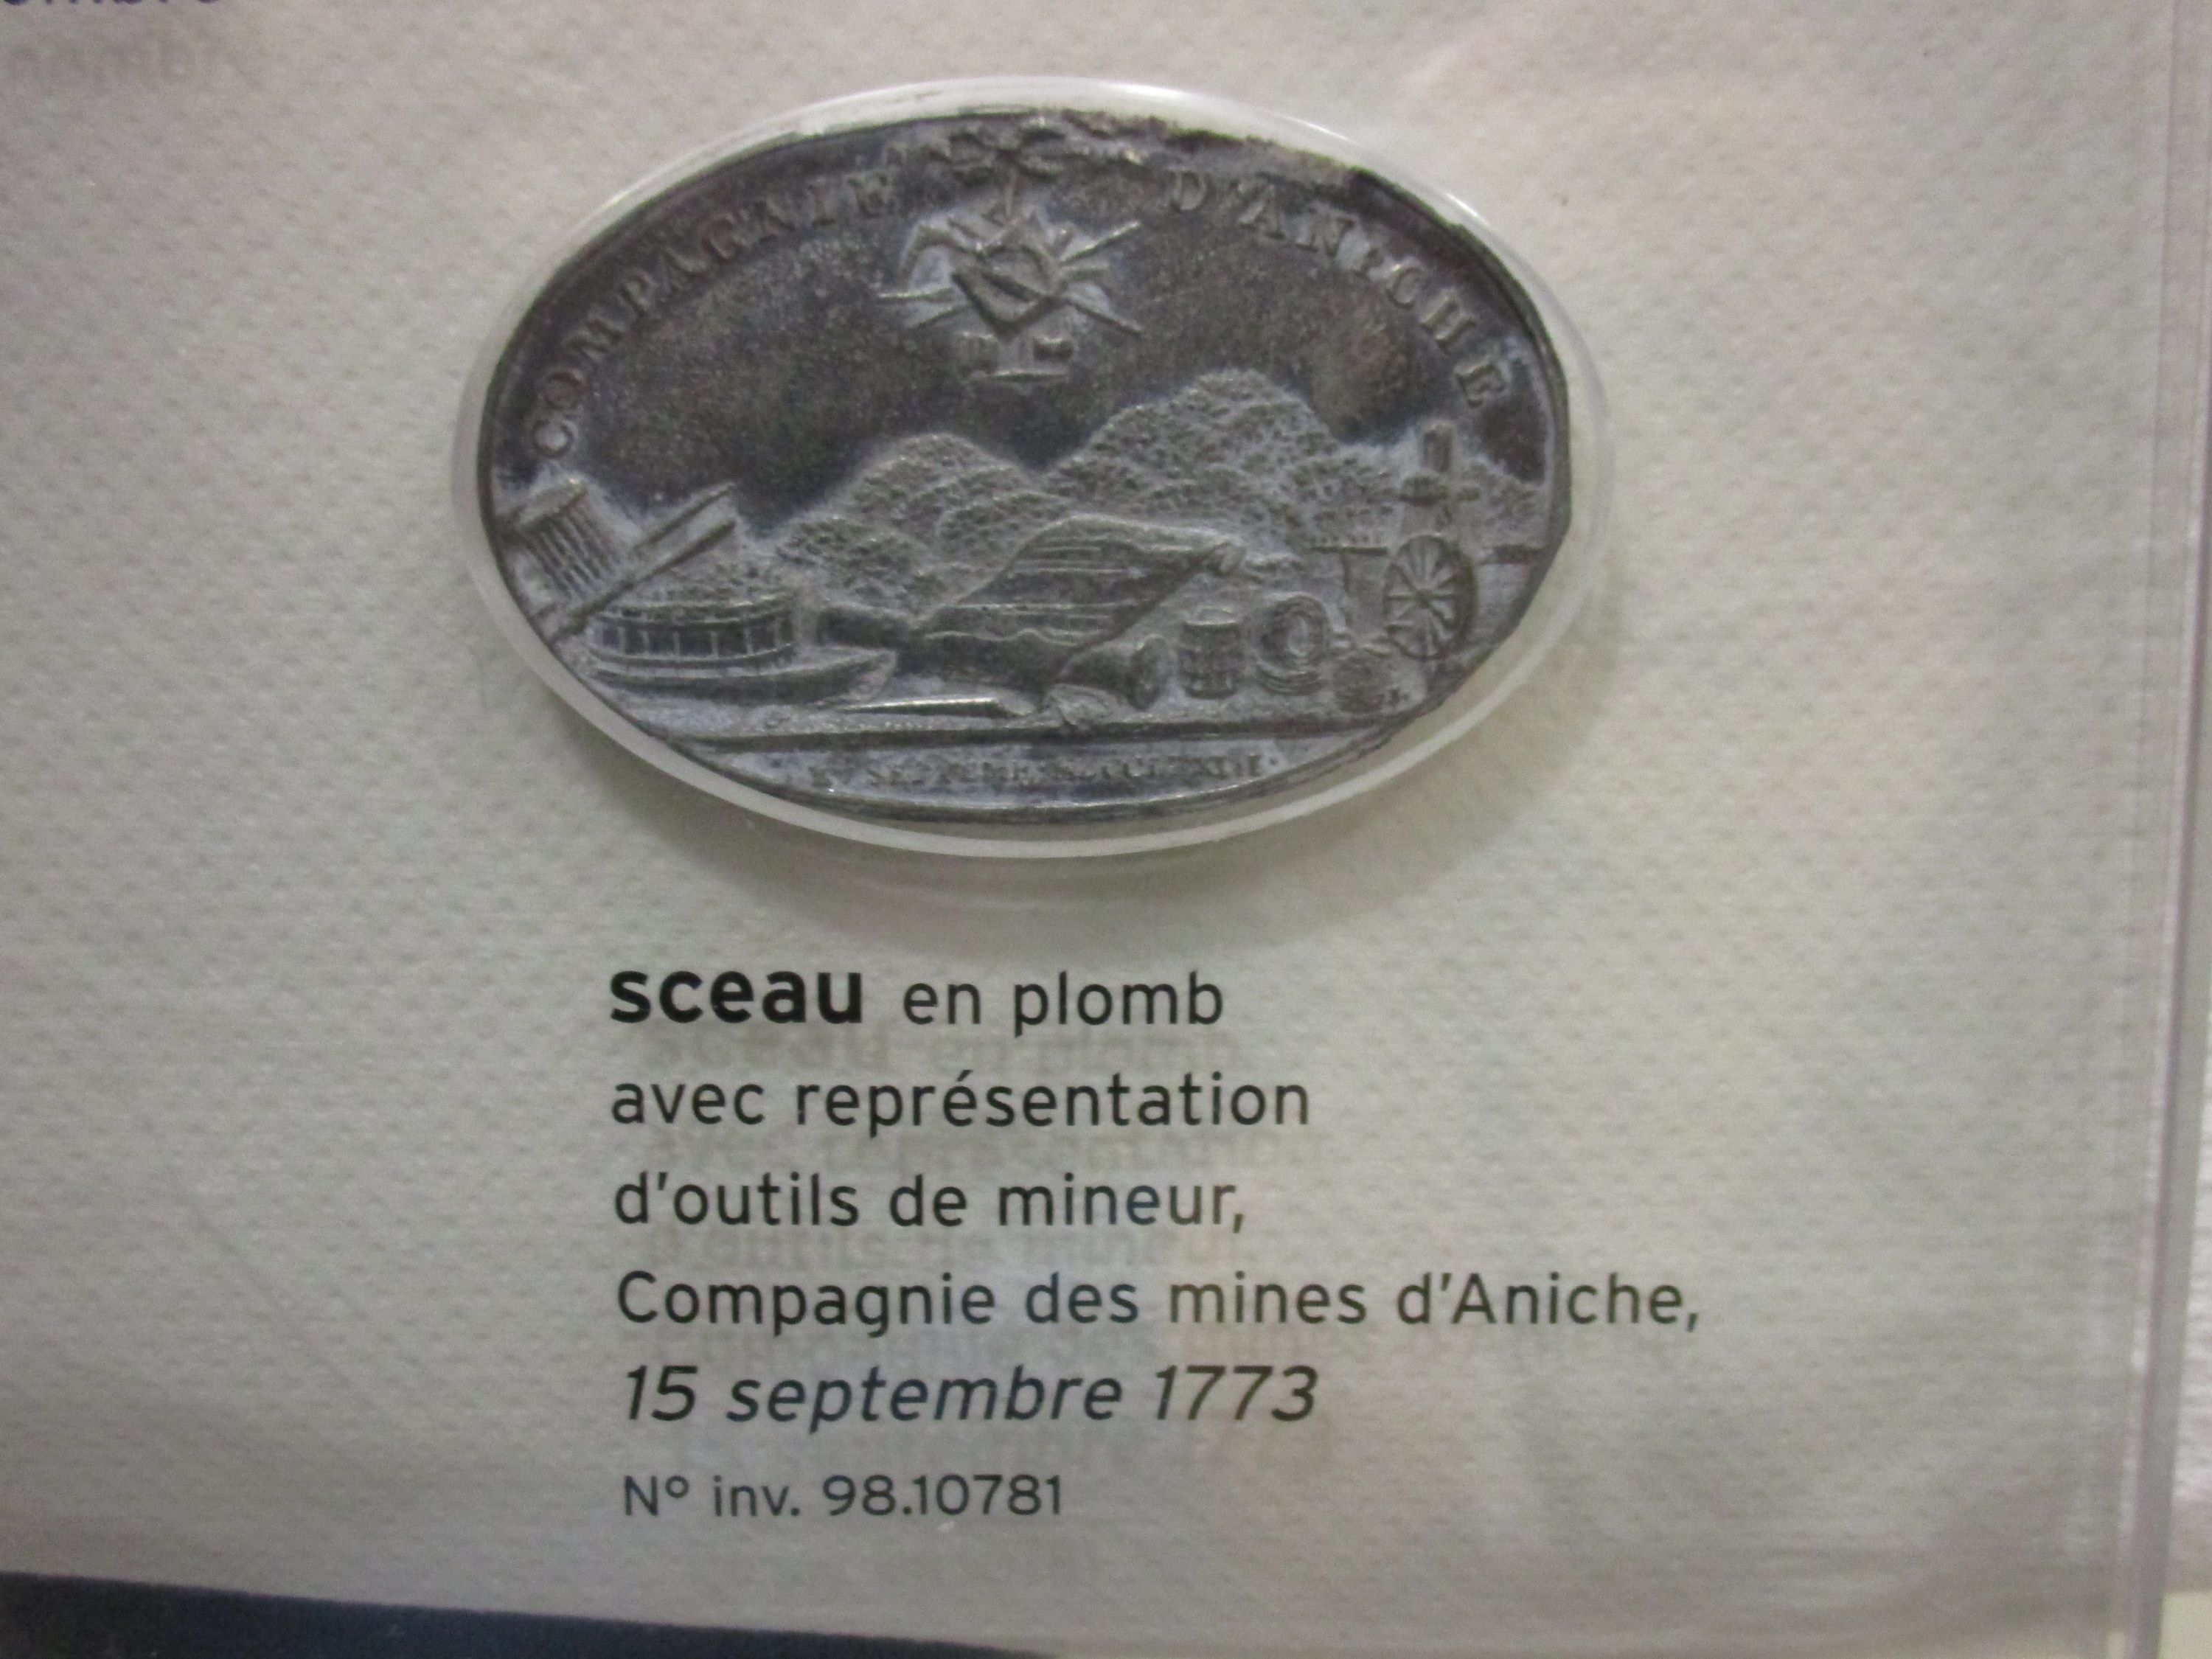 COMPAGNIE D'ANICHE
sceau en plomb
avec représentation
d'outils de mineur,
Compagnie des mines d'Aniche,
15 septembre 1773
N° inv. 98.10781